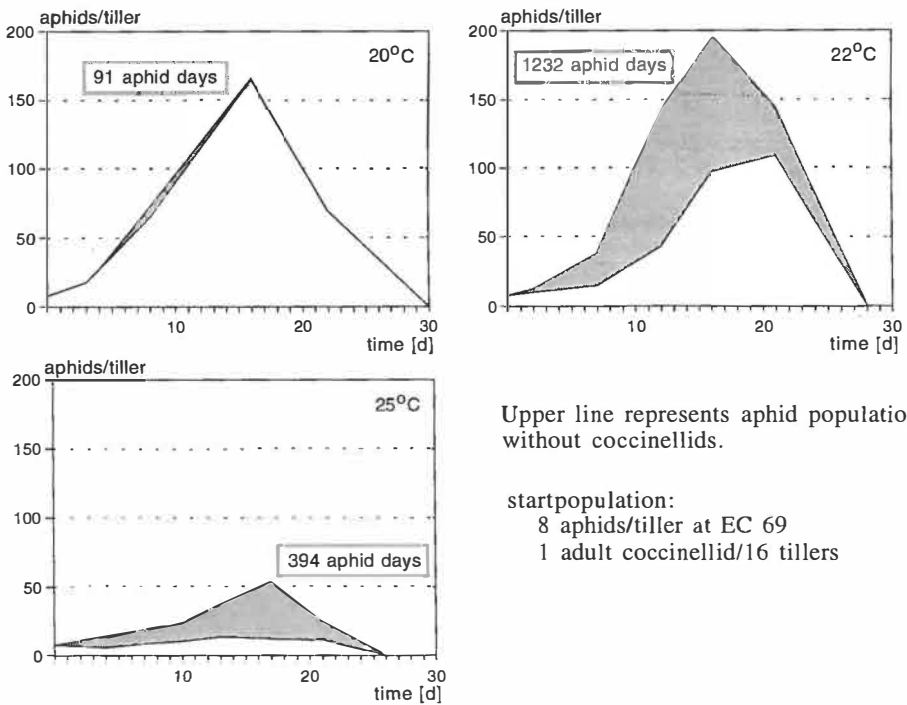 aphids/tiller
200
150
100
50
0
20°C
91 aphid days
10
20
30
time [d]
aphids/tiller
200
150
100
50
0
22°C
1232 aphid days
10
20
30
time [d]
aphids/tiller
200
150
100
50
0
25°C
394 aphid days
10
20
30
time [d]
Upper line represents aphid populatio
without coccinellids.
startpopulation:
8 aphids/tiller at EC 69
1 adult coccinellid/16 tillers